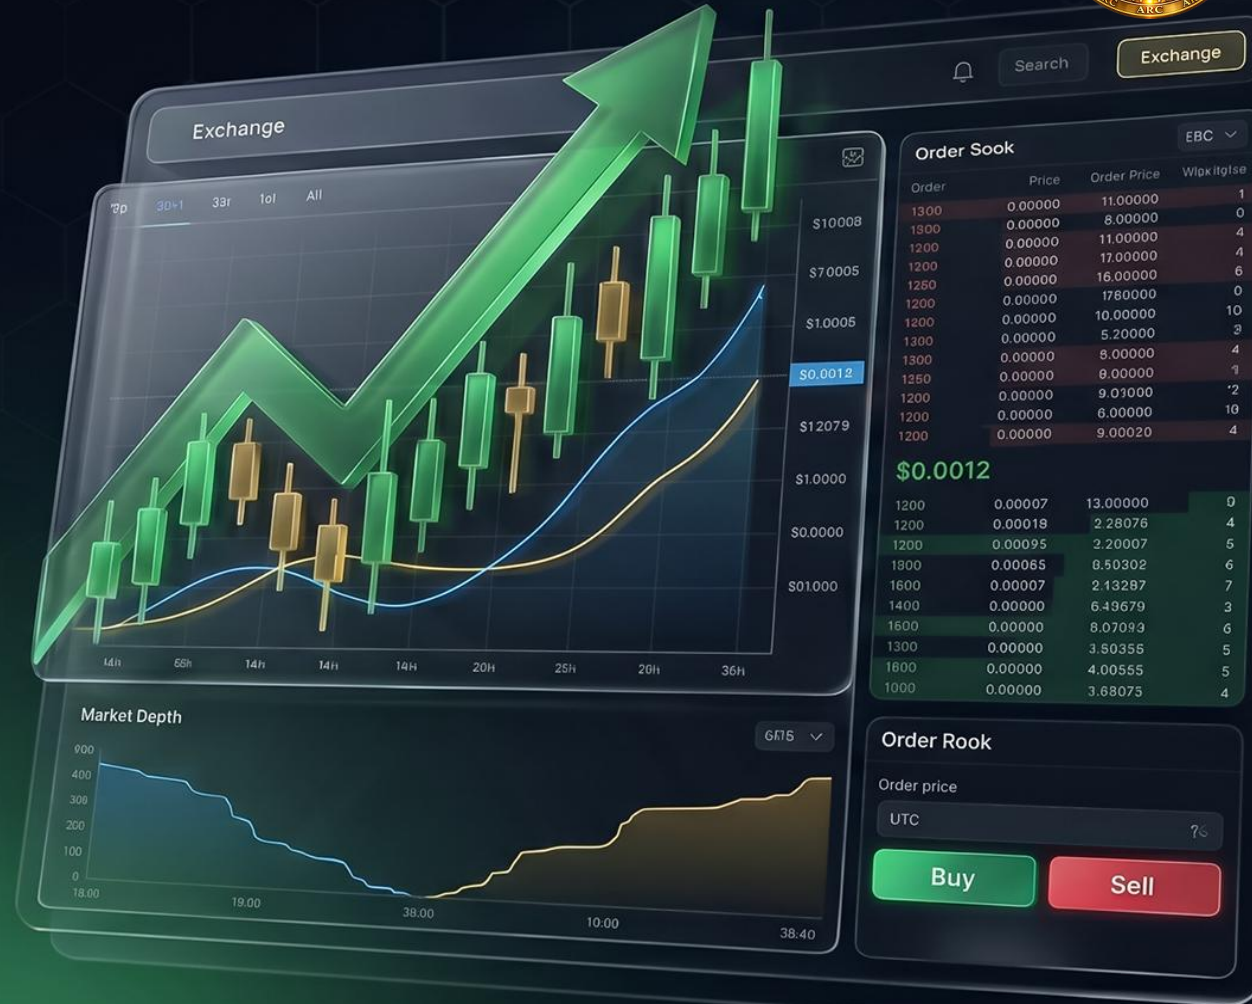 ARC
Search
Exchange
Exchange
30 1
33r
1ol
All
$10008
$70005
$1.0005
$0.0012
$12079
$1.0000
$0.0000
$01.000
14H
14H
14H
20H
25H
20H
36H
Order Sook
EBC
Order Price Order Price
1300 0.00000 11.00000 1
1300 0.00000 8.00000 0
1200 0.00000 11.00000 4
1200 0.00000 17.00000 4
1250 0.00000 16.00000 6
1200 0.00000 1760000 0
1200 0.00000 10.00000 10
1300 0.00000 5.20000 3
1300 0.00000 8.00000 4
1250 0.00000 8.00000
1200 0.00000 9.03000 2
1200 0.00000 6.00000 10
1200 0.00000 9.00020 4
$0.0012
1200 0.00007 13.00000 9
1200 0.00018 2.28076 4
1200 0.00095 2.20007 5
1800 0.00065 8.50302 6
1600 0.00007 2.13287 7
1400 0.00000 6.49679 3
1600 0.00000 8.07093 6
1300 0.00000 3.50355 5
1600 0.00000 4.00555 5
1000 0.00000 3.68075 4
Market Depth
400
300
200
100
0
18.00
19.00
38.00
10:00
38:40
Order Rook
Order price
UTC
Buy
Sell